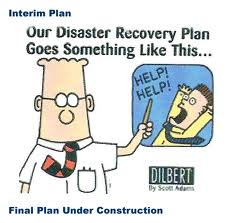 Interim Plan
Our Disaster Recovery Plan
Goes Something Like This...
HELP!
HELP!
DILBERT
By Scott Adams
Final Plan Under Construction